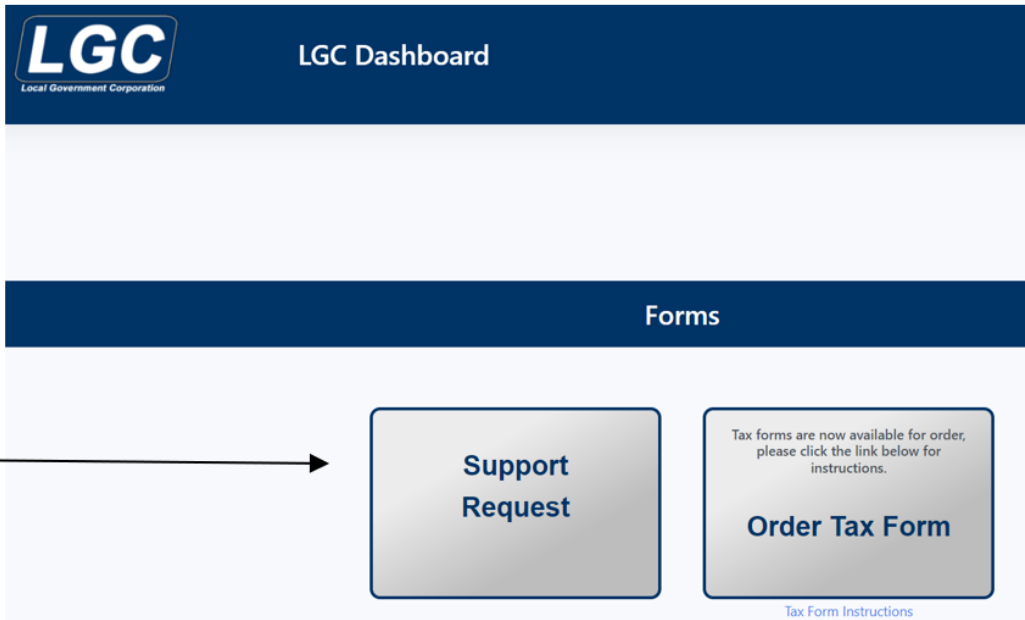 LGC
Local Government Corporation
LGC Dashboard
Forms
Support
Request
Tax forms are now available for order,
please click the link below for
instructions.
Order Tax Form
Tax Form Instructions